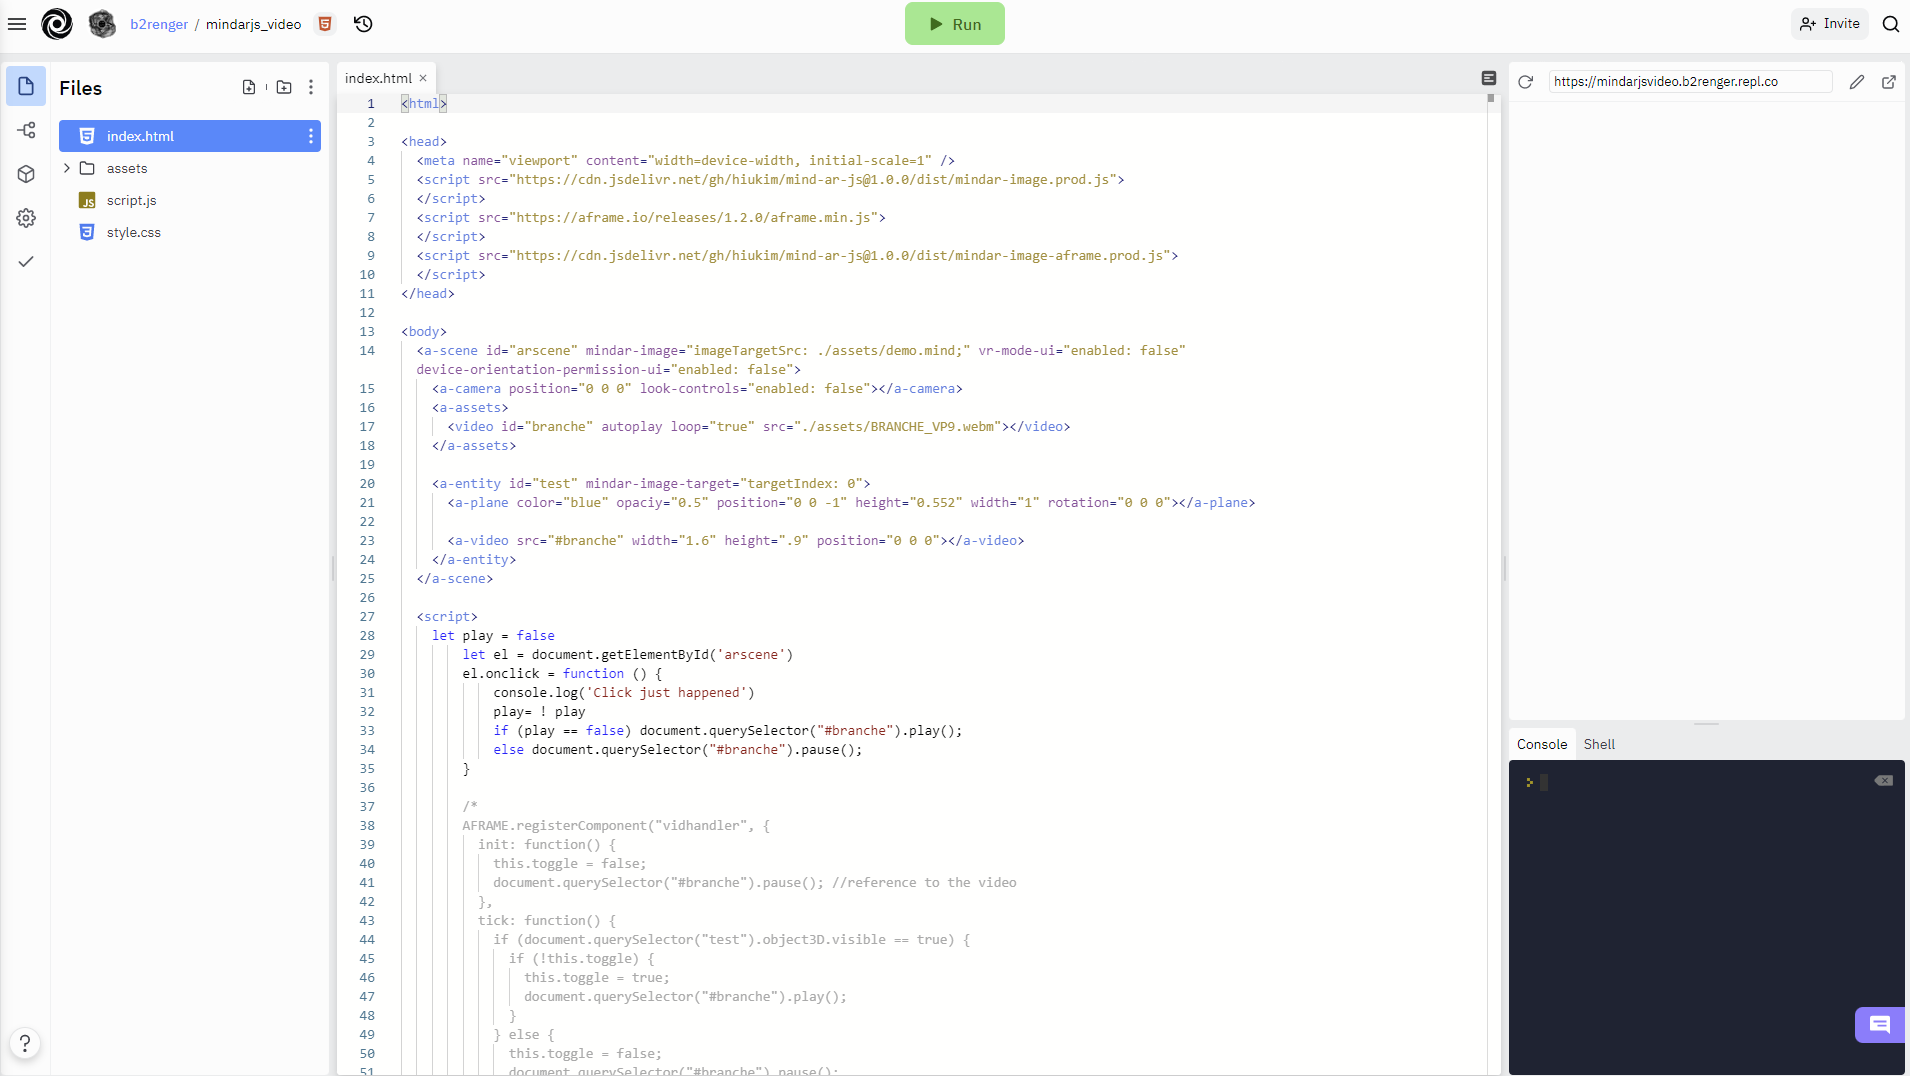 b2renger / mindarjs_video
Run
Invite
Files
index.html
assets
script.js
style.css
index.html ×
https://mindarjsvideo.b2renger.repl.co
1 <html>
2
3 <head>
4 <meta name="viewport" content="width=device-width, initial-scale=1" />
5 <script src="https://cdn.jsdelivr.net/gh/hiukim/mind-ar-js@1.0.0/dist/mindar-image.prod.js">
6 </script>
7 <script src="https://aframe.io/releases/1.2.0/aframe.min.js">
8 </script>
9 <script src="https://cdn.jsdelivr.net/gh/hiukim/mind-ar-js@1.0.0/dist/mindar-image-aframe.prod.js">
10 </script>
11 </head>
12
13 <body>
14 <a-scene id="arscene" mindar-image="imageTargetSrc: ./assets/demo.mind;" vr-mode-ui="enabled: false"
device-orientation-permission-ui="enabled: false">
15 <a-camera position="0 0 0" look-controls="enabled: false"></a-camera>
16 <a-assets>
17 <video id="branche" autoplay loop="true" src="./assets/BRANCHE_VP9.webm"></video>
18 </a-assets>
19
20 <a-entity id="test" mindar-image-target="targetIndex: 0">
21 <a-plane color="blue" opaciy="0.5" position="0 0 -1" height="0.552" width="1" rotation="0 0 0"></a-plane>
22
23 <a-video src="#branche" width="1.6" height=".9" position="0 0 0"></a-video>
24 </a-entity>
25 </a-scene>
26
27 <script>
28 let play = false
29 let el = document.getElementById('arscene')
30 el.onclick = function () {
31 console.log('Click just happened')
32 play= ! play
33 if (play == false) document.querySelector("#branche").play();
34 else document.querySelector("#branche").pause();
35 }
36
37 /*
38 AFRAME.registerComponent("vidhandler", {
39 init: function() {
40 this.toggle = false;
41 document.querySelector("#branche").pause(); //reference to the video
42 },
43 tick: function() {
44 if (document.querySelector("test").object3D.visible == true) {
45 if (!this.toggle) {
46 this.toggle = true;
47 document.querySelector("#branche").play();
48 }
49 } else {
50 this.toggle = false;
51 document.querySelector("#branche").pause();
Console Shell
>
?